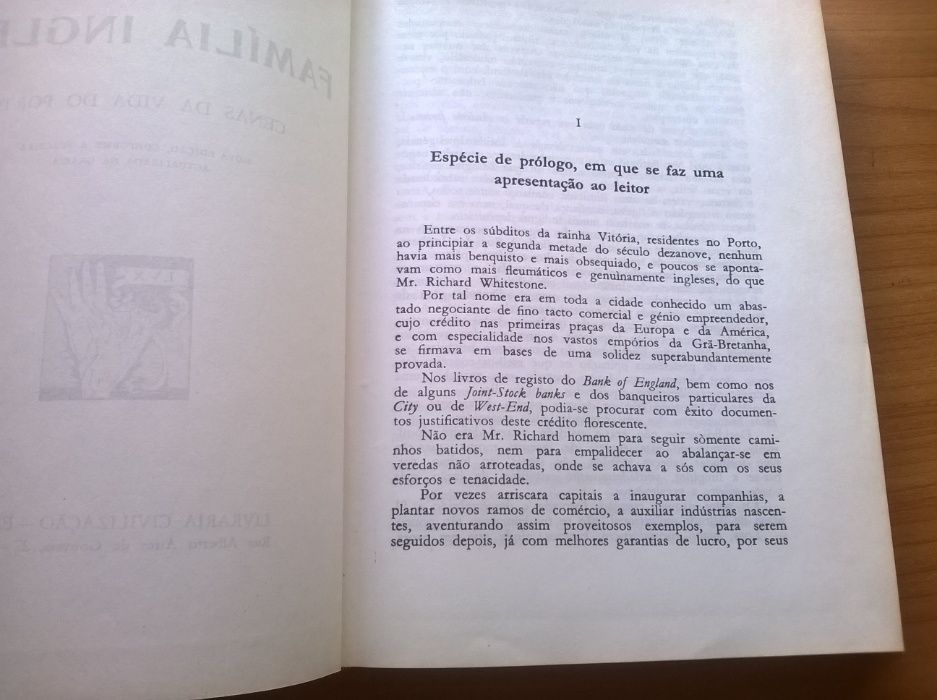 FAMÍLIA INGLE
CENAS DA VIDA DO PORT
LIVRARIA CIVILIZAÇÃO
I
Espécie de prólogo, em que se faz uma
apresentação ao leitor
Entre os súbditos da rainha Vitória, residentes no Porto,
ao principiar a segunda metade do século dezanove, nenhum
havia mais benquisto e mais obsequiado, e poucos se aponta-
vam como mais fleumáticos e genuìnamente ingleses, do que
Mr. Richard Whitestone.
Por tal nome era em toda a cidade conhecido um abas-
tado negociante de fino tacto comercial e génio empreendedor,
cujo crédito nas primeiras praças da Europa e da América,
e com especialidade nos vastos empórios da Grã-Bretanha,
se firmava em bases de uma solidez superabundantemente
provada.
Nos livros de registo do Bank of England, bem como nos
de alguns Joint-Stock banks e dos banqueiros particulares da
City ou de West-End, podia-se procurar com êxito documen-
tos justificativos deste crédito florescente.
Não era Mr. Richard homem para seguir sòmente cami-
nhos batidos, nem para empalidecer ao abalançar-se em
veredas não arroteadas, onde se achava a sós com os seus
esforços e tenacidade.
Por vezes arriscara capitais a inaugurar companhias, a
plantar novos ramos de comércio, a auxiliar indústrias nascen-
tes, aventurando assim proveitosos exemplos, para serem
seguidos depois, já com melhores garantias de lucro, por seus